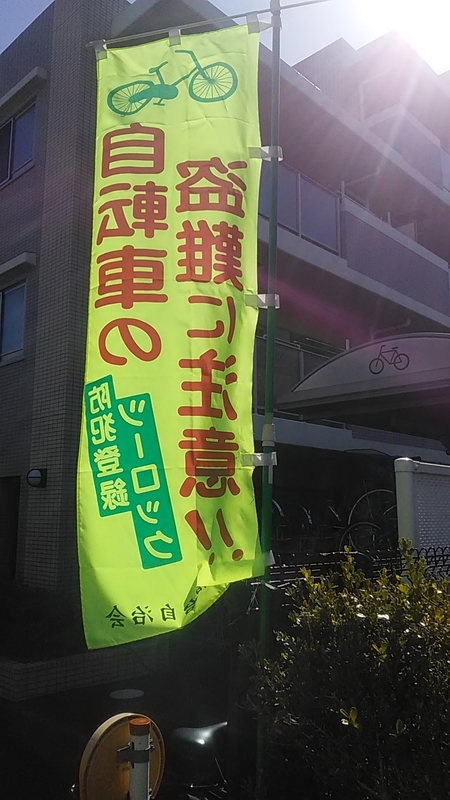 自転車の
盗難に注意!!
防犯登録
ツーロック
自治会